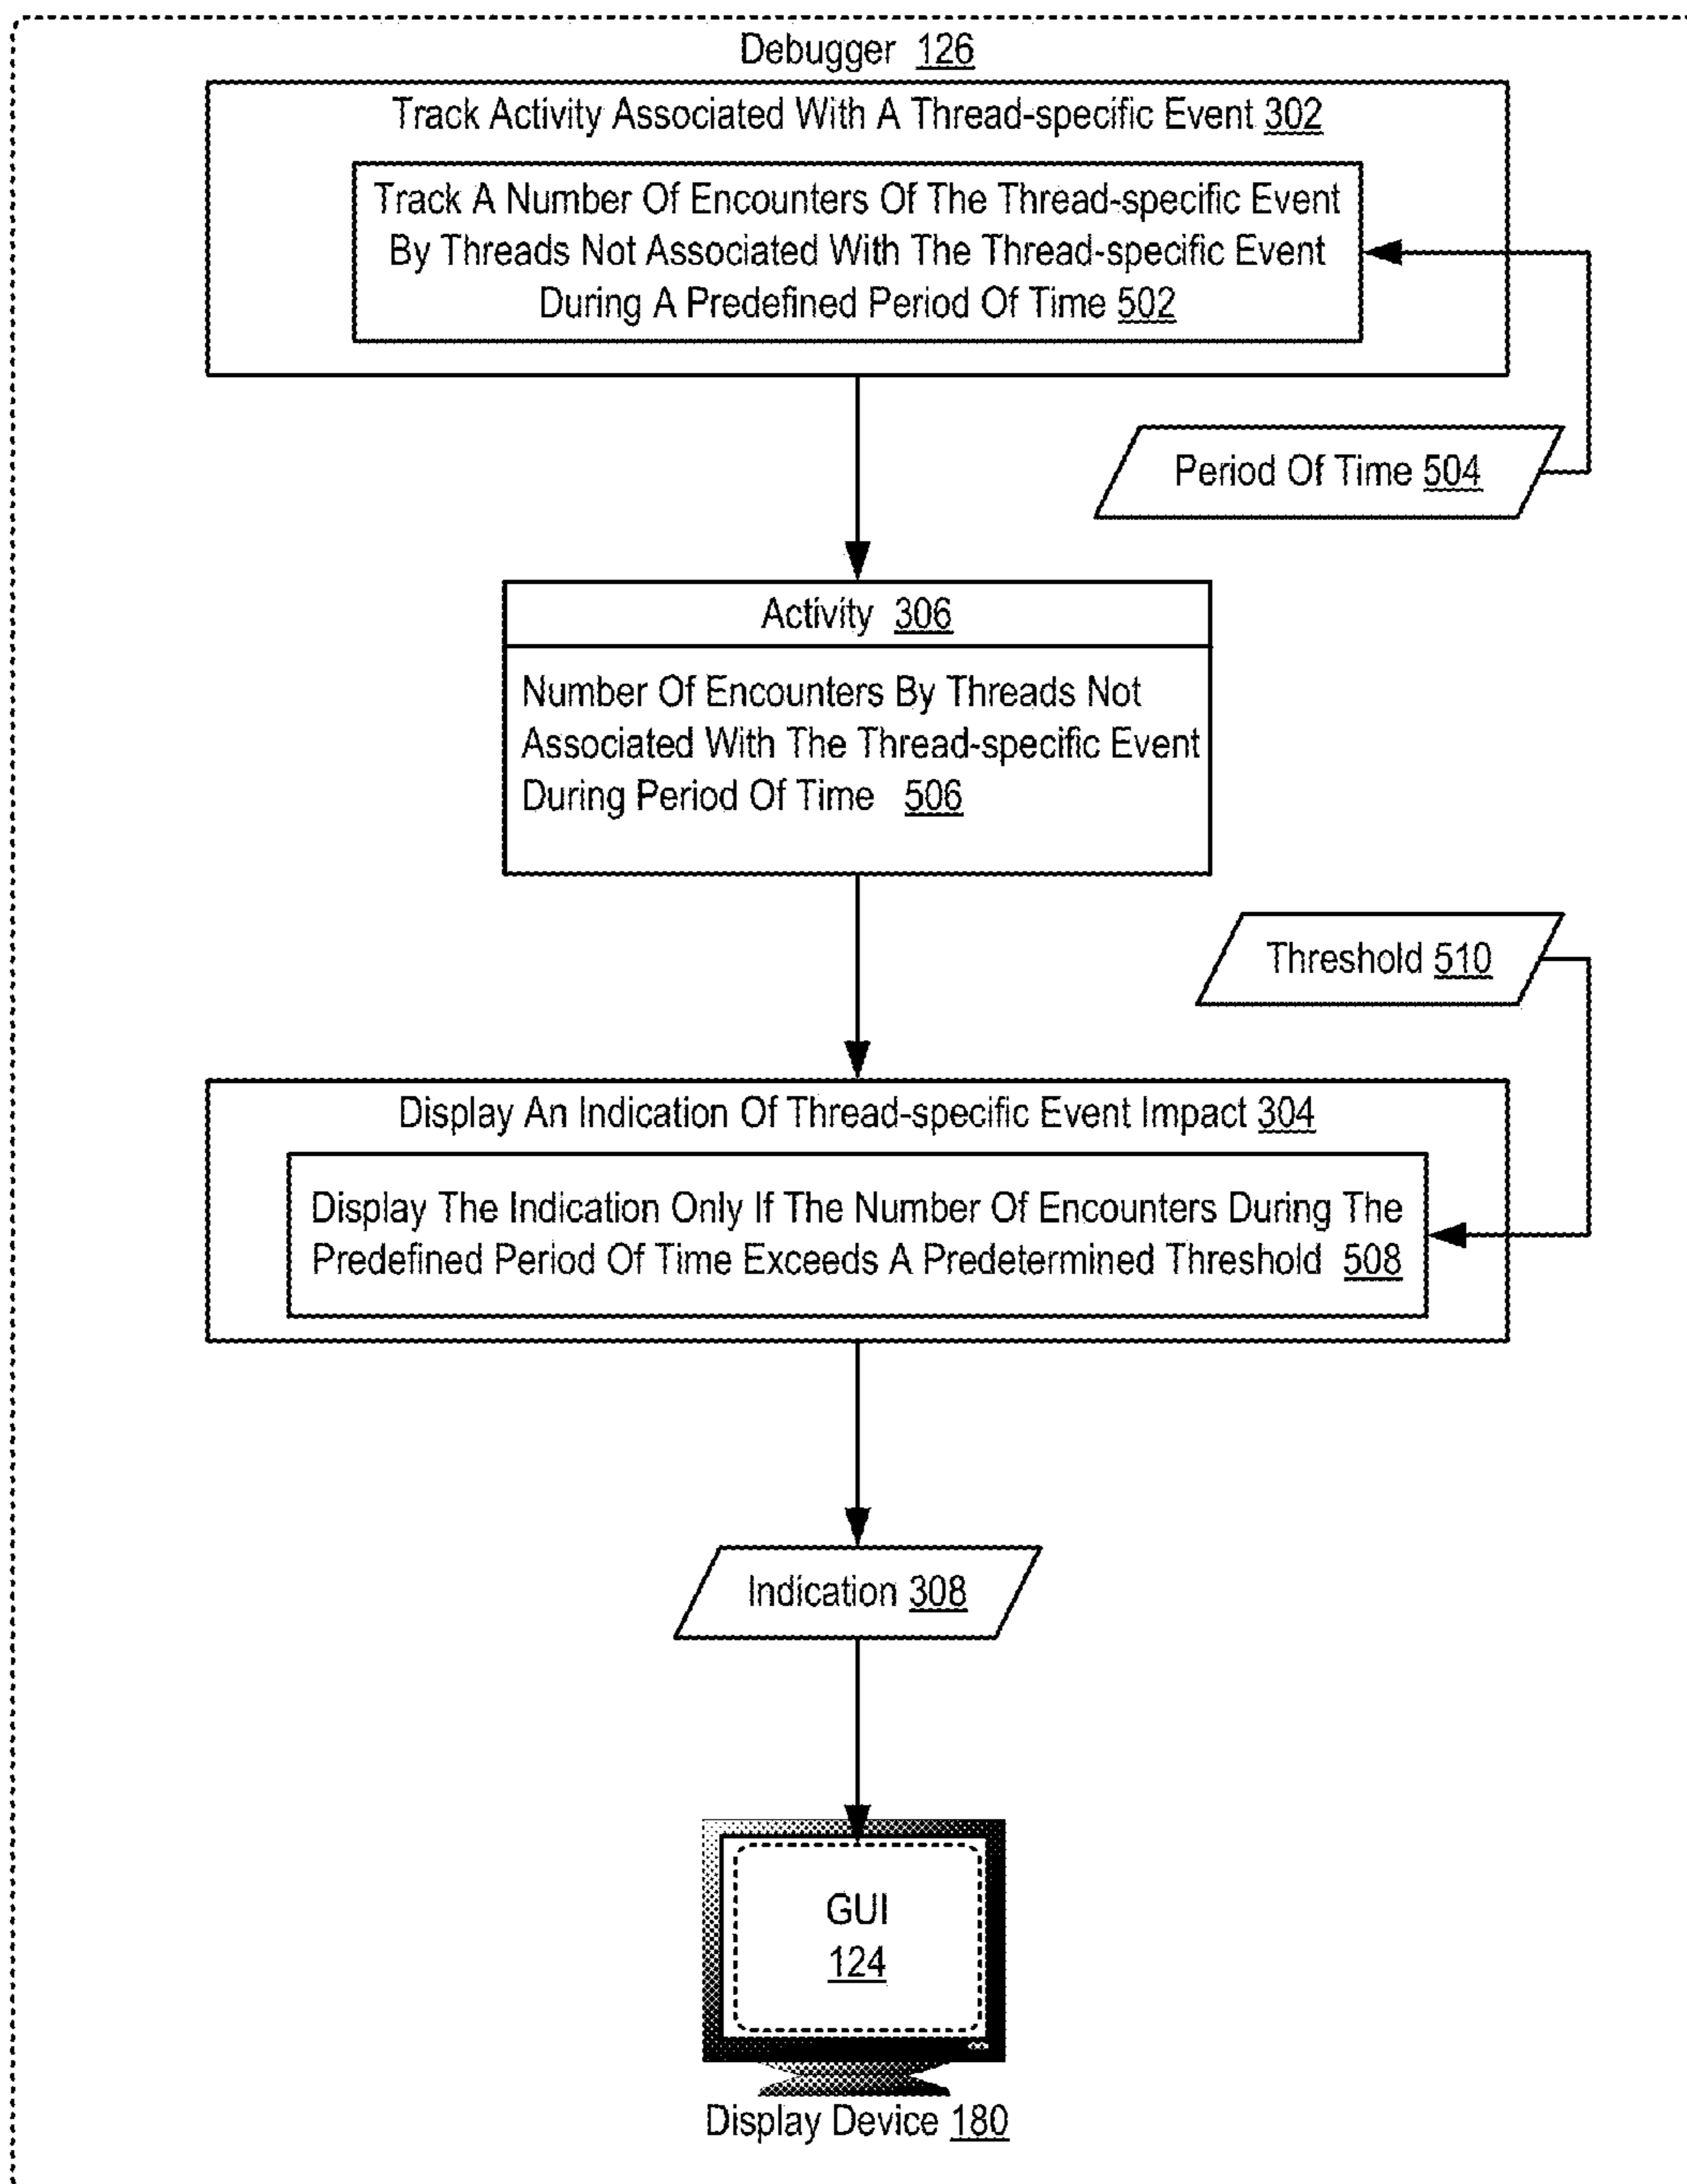 Debugger 126
Track Activity Associated With A Thread-specific Event 302
Track A Number Of Encounters Of The Thread-specific Event
By Threads Not Associated With The Thread-specific Event
During A Predefined Period Of Time 502
Period Of Time 504
Activity 306
Number Of Encounters By Threads Not
Associated With The Thread-specific Event
During Period Of Time 506
Threshold 510
Display An Indication Of Thread-specific Event Impact 304
Display The Indication Only If The Number Of Encounters During The
Predefined Period Of Time Exceeds A Predetermined Threshold 508
Indication 308
GUI
124
Display Device 180